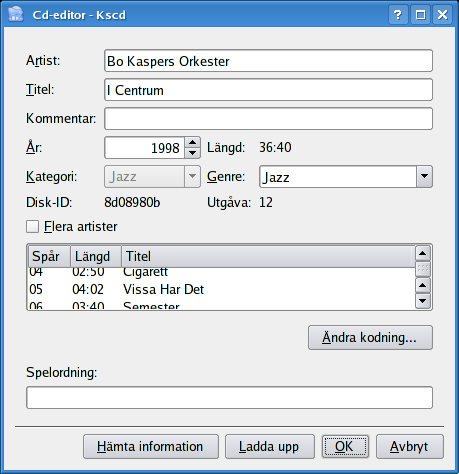 Cd-editor - Kscd
Artist: Bo Kaspers Orkester
Titel: I Centrum
Kommentar:
År: 1998 Längd: 36:40
Kategori: Jazz Genre: Jazz
Disk-ID: 8d08980b Utgåva: 12
Flera artister
Spår Längd Titel
04 02:50 Cigarett
05 04:02 Vissa Har Det
06 03:40 Semester
Ändra kodning...
Spelordning:
Hämta information Ladda upp OK Avbryt